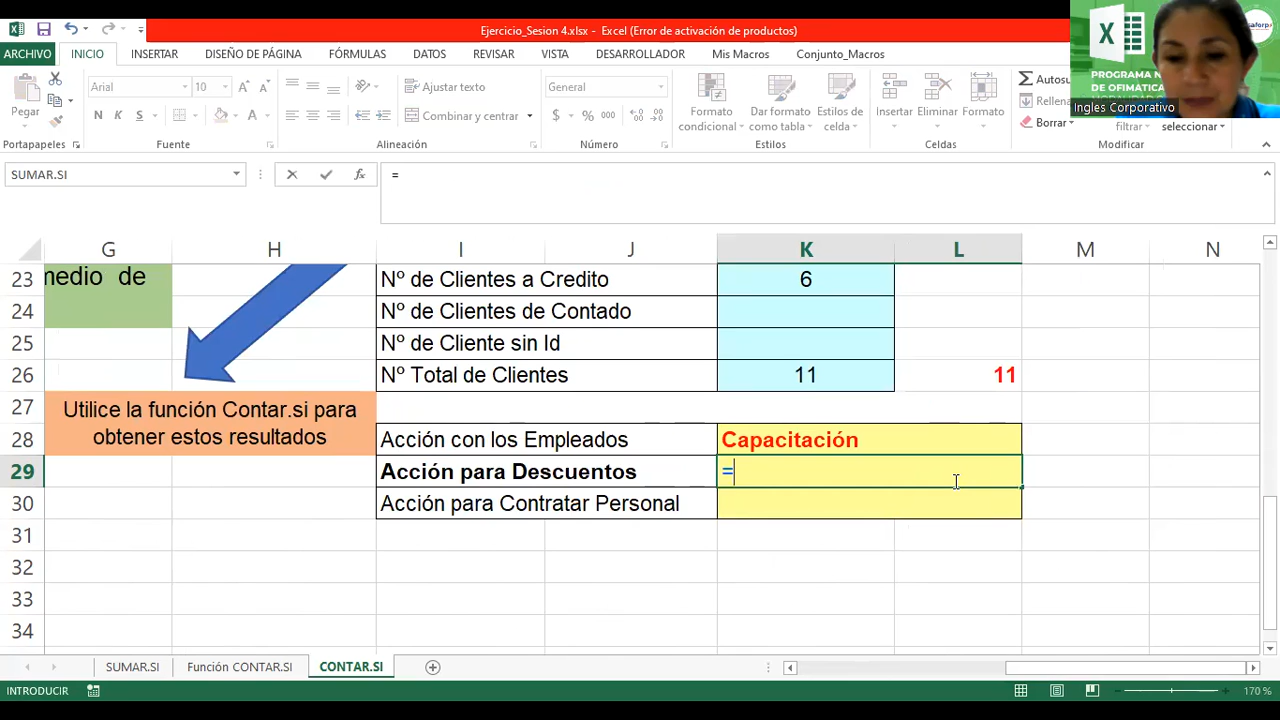 Ejercicio_Sesion 4.xlsx - Excel (Error de activación de productos)
ARCHIVO INICIO INSERTAR DISEÑO DE PÁGINA FÓRMULAS DATOS REVISAR VISTA DESARROLLADOR Mis Macros Conjunto_Macros
PROGRAMA N
DE OFIMÁTICA
Ingles Corporativo
Pegar
Arial 10
N K S
Ajustar texto
Combinar y centrar
General
$ % 000
Dar formato condicional
Dar formato como tabla
Estilos de celda
Insertar Eliminar Formato
Autosu
Rellena
Borrar
filtrar
seleccionar
Portapapeles Fuente Alineación Número Estilos Celdas Modificar
SUMAR.SI
fx
=
G H I J K L M N
23 medio de Nº de Clientes a Credito 6
24 Nº de Clientes de Contado
25 Nº de Cliente sin Id
26 Nº Total de Clientes 11 11
27 Utilice la función Contar.si para
obtener estos resultados
28 Acción con los Empleados Capacitación
29 Acción para Descuentos =
30 Acción para Contratar Personal
31
32
33
34
SUMAR.SI Función CONTAR.SI CONTAR.SI
INTRODUCIR
170 %